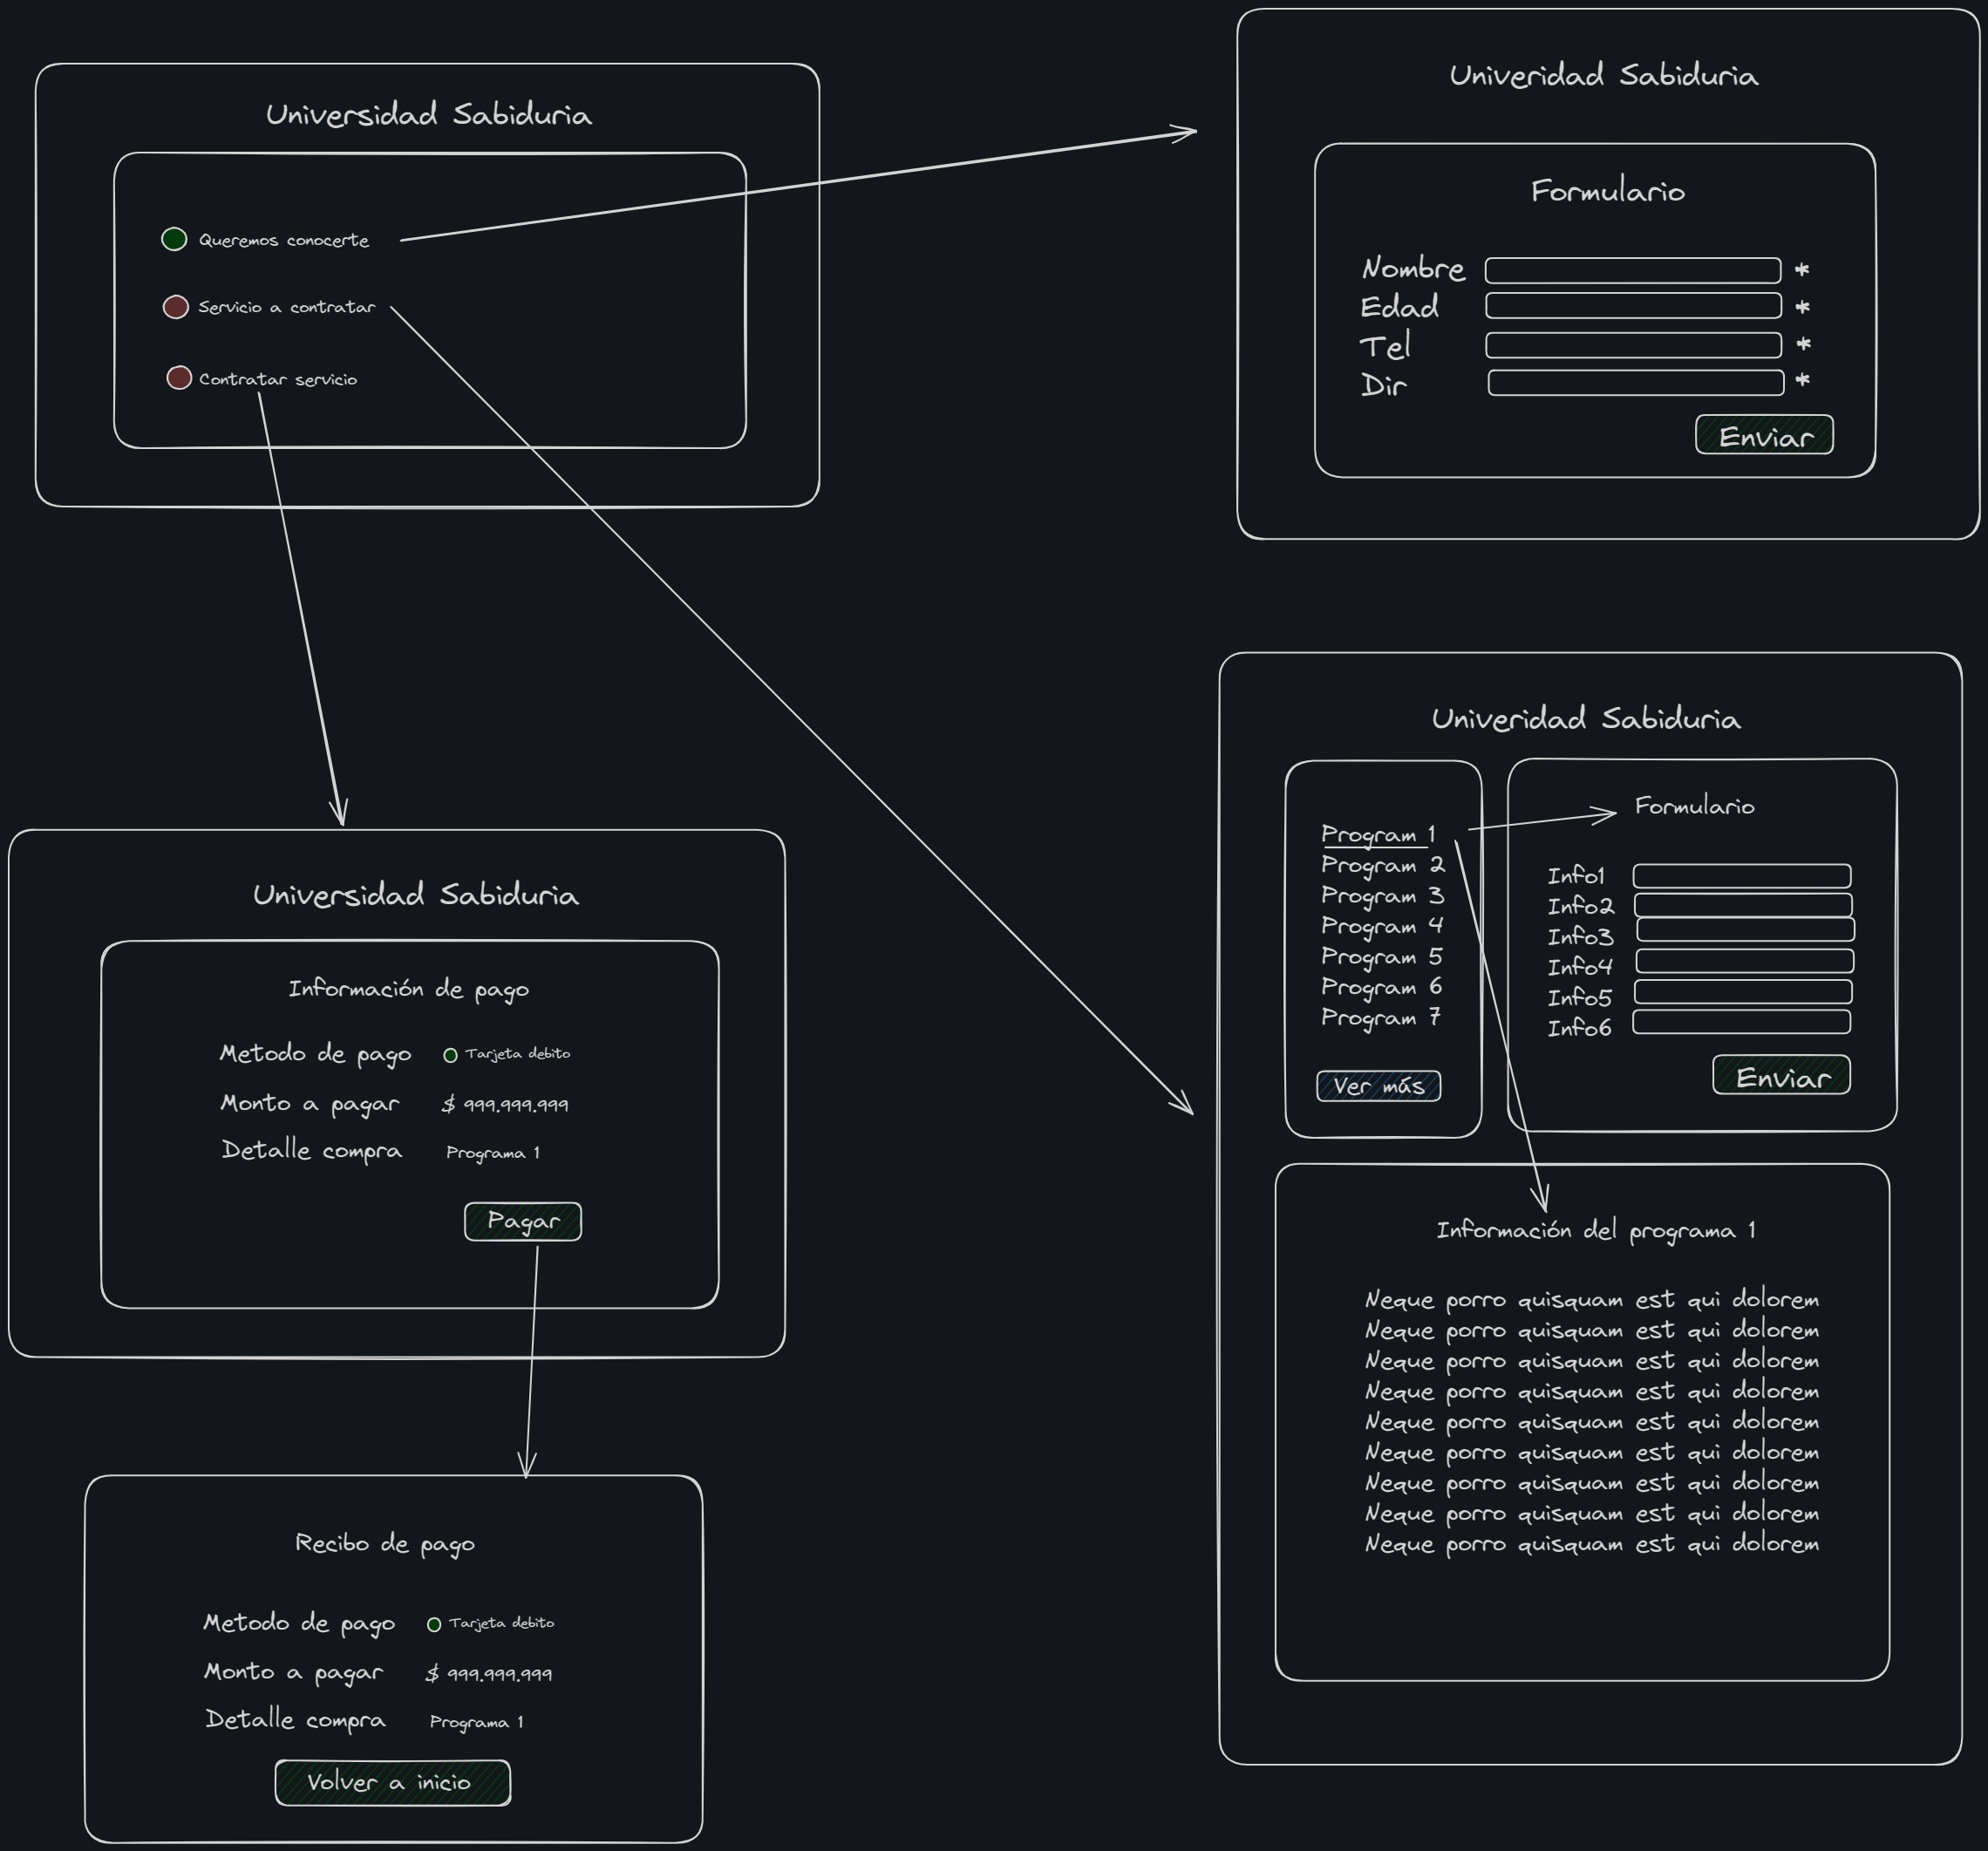 Universidad Sabiduria
Queremos conocerte
Servicio a contratar
Contratar servicio
Univeridad Sabiduria
Formulario
Nombre *
Edad *
Tel *
Dir *
Enviar
Universidad Sabiduria
Información de pago
Metodo de pago Tarjeta debito
Monto a pagar $ 999.999.999
Detalle compra Programa 1
Pagar
Recibo de pago
Metodo de pago Tarjeta debito
Monto a pagar $ 999.999.999
Detalle compra Programa 1
Volver a inicio
Univeridad Sabiduria
Program 1
Program 2
Program 3
Program 4
Program 5
Program 6
Program 7
Ver más
Formulario
Info1
Info2
Info3
Info4
Info5
Info6
Enviar
Información del programa 1
Neque porro quisquam est qui dolorem
Neque porro quisquam est qui dolorem
Neque porro quisquam est qui dolorem
Neque porro quisquam est qui dolorem
Neque porro quisquam est qui dolorem
Neque porro quisquam est qui dolorem
Neque porro quisquam est qui dolorem
Neque porro quisquam est qui dolorem
Neque porro quisquam est qui dolorem